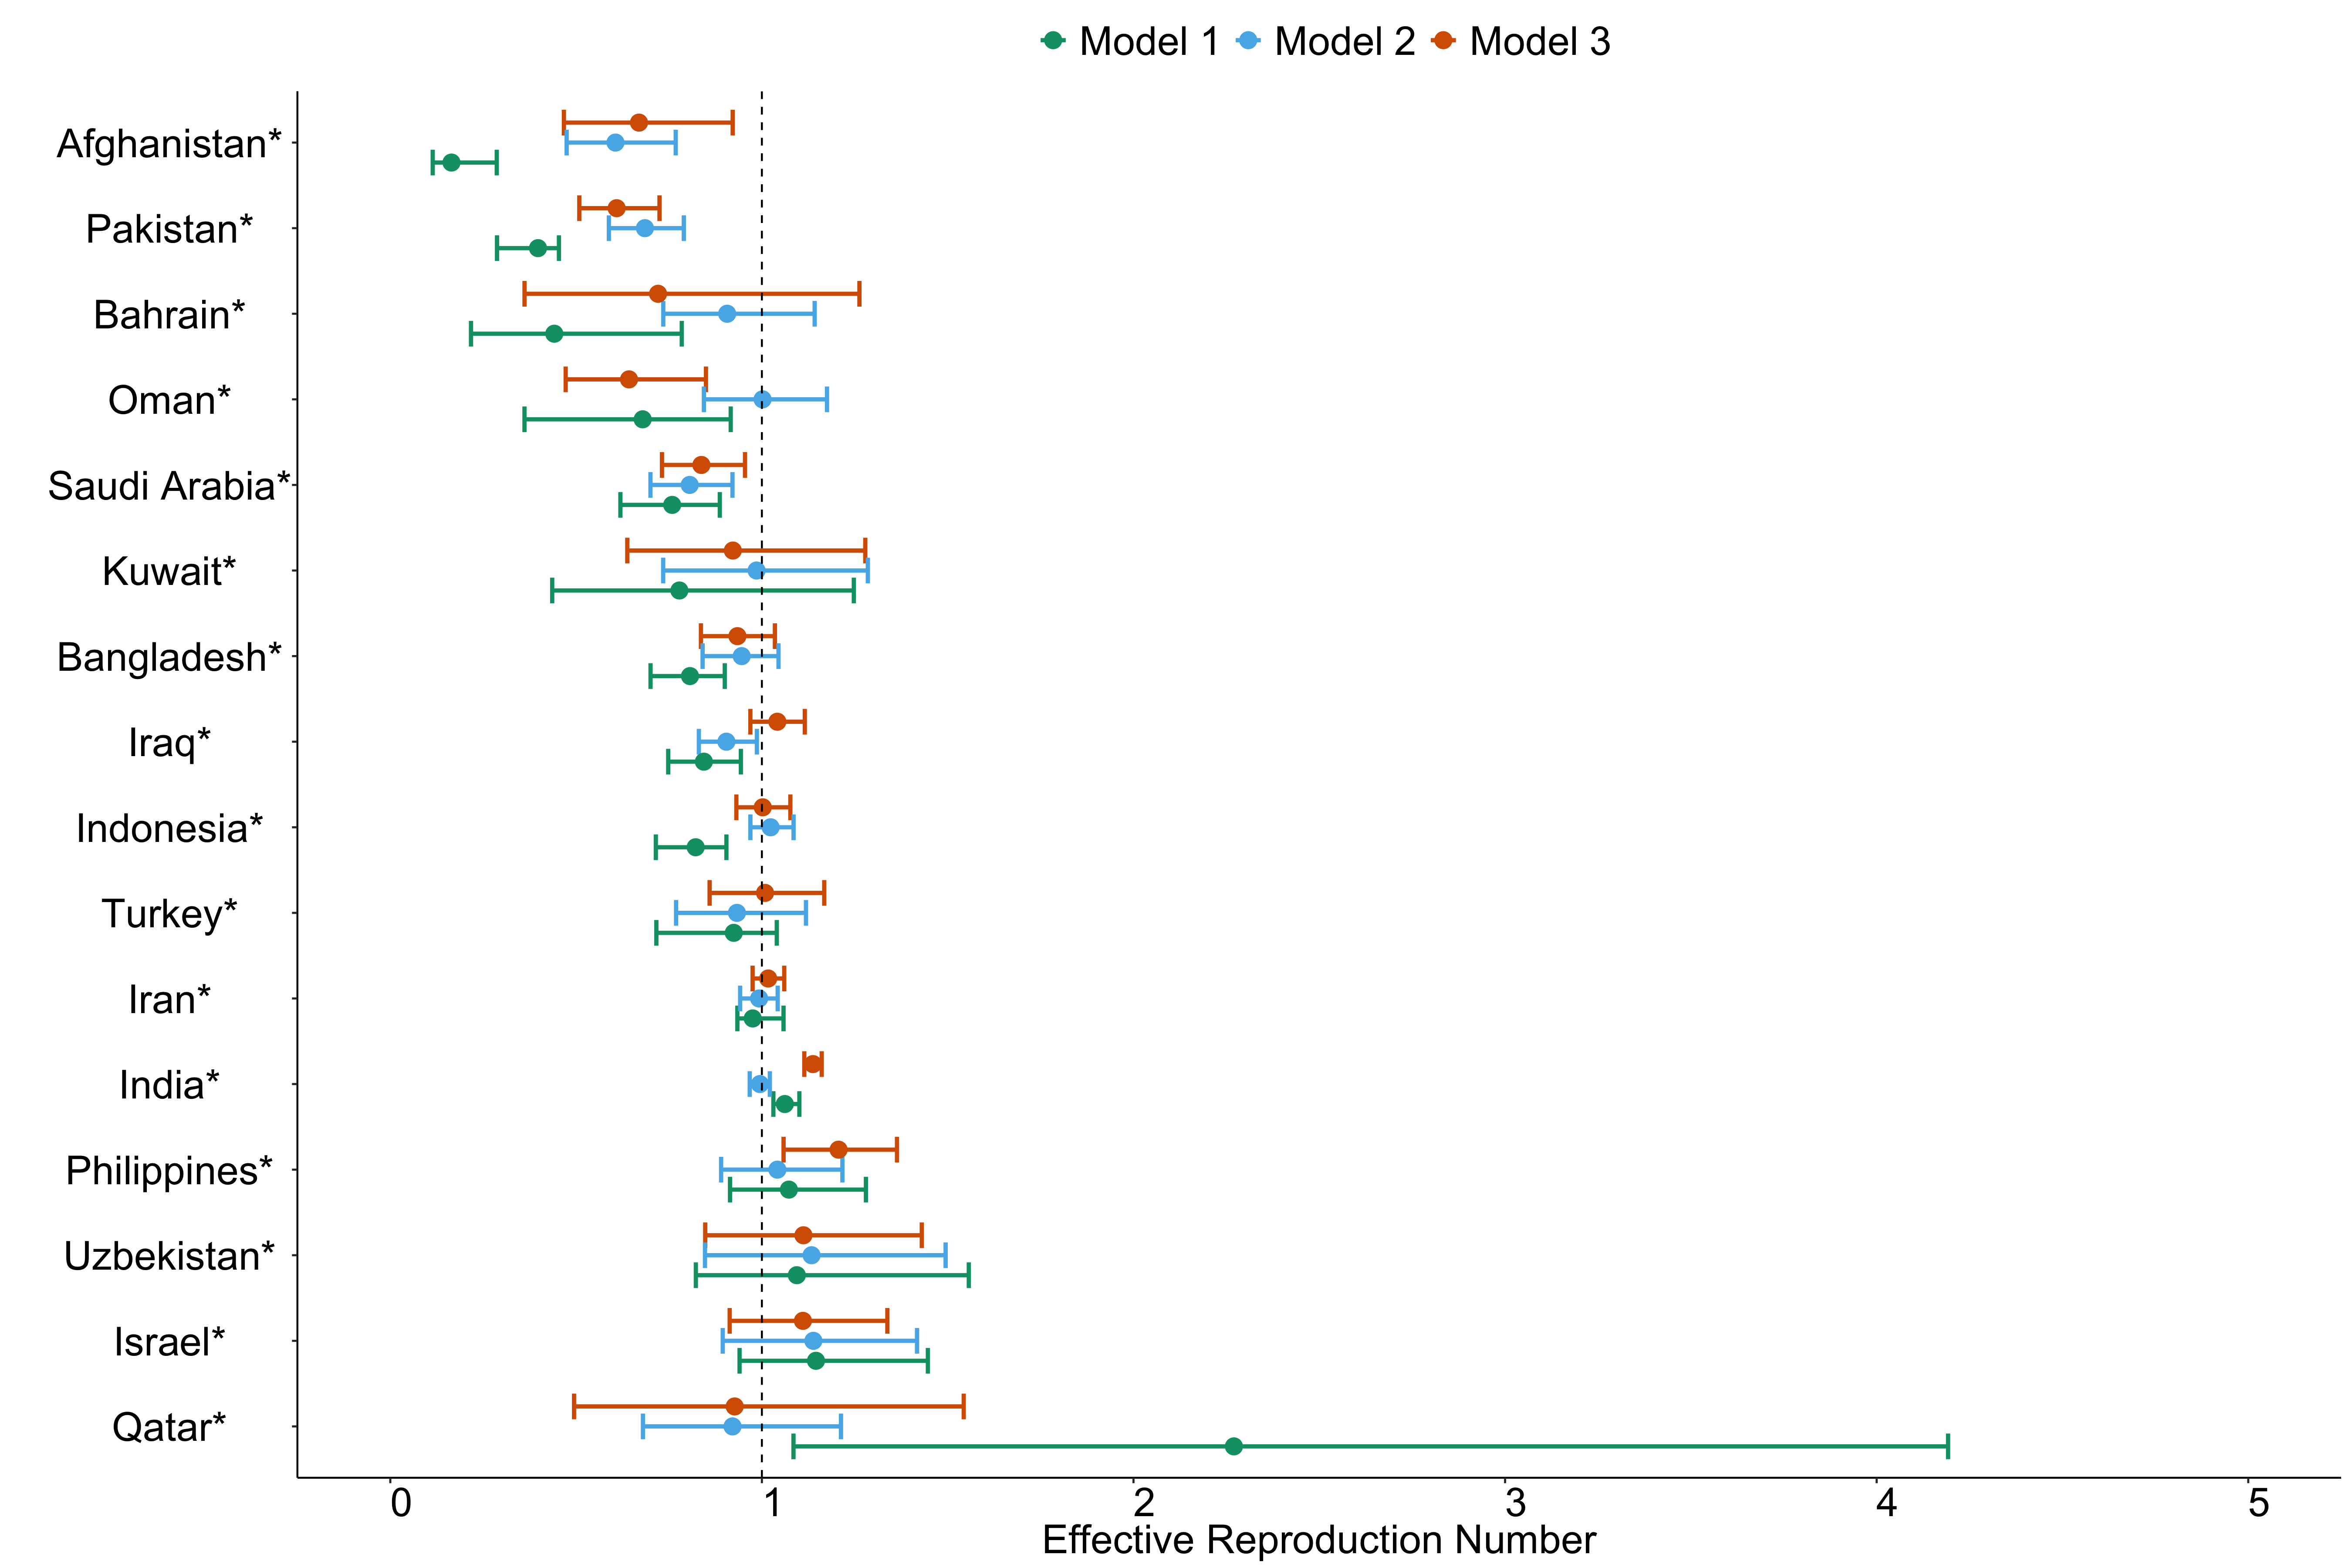 Model 1 Model 2 Model 3
Afghanistan*
Pakistan*
Bahrain*
Oman*
Saudi Arabia*
Kuwait*
Bangladesh*
Iraq*
Indonesia*
Turkey*
Iran*
India*
Philippines*
Uzbekistan*
Israel*
Qatar*
0 1 2 3 4 5
Effective Reproduction Number